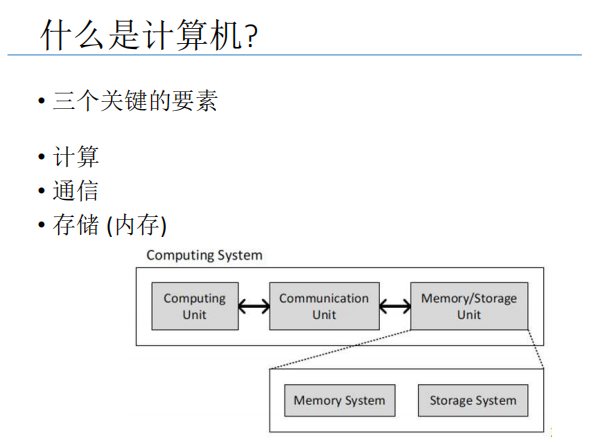 什么是计算机?
• 三个关键的要素
• 计算
• 通信
• 存储 (内存)
Computing System
Computing Communication Memory/Storage
Unit Unit Unit
Memory System Storage System